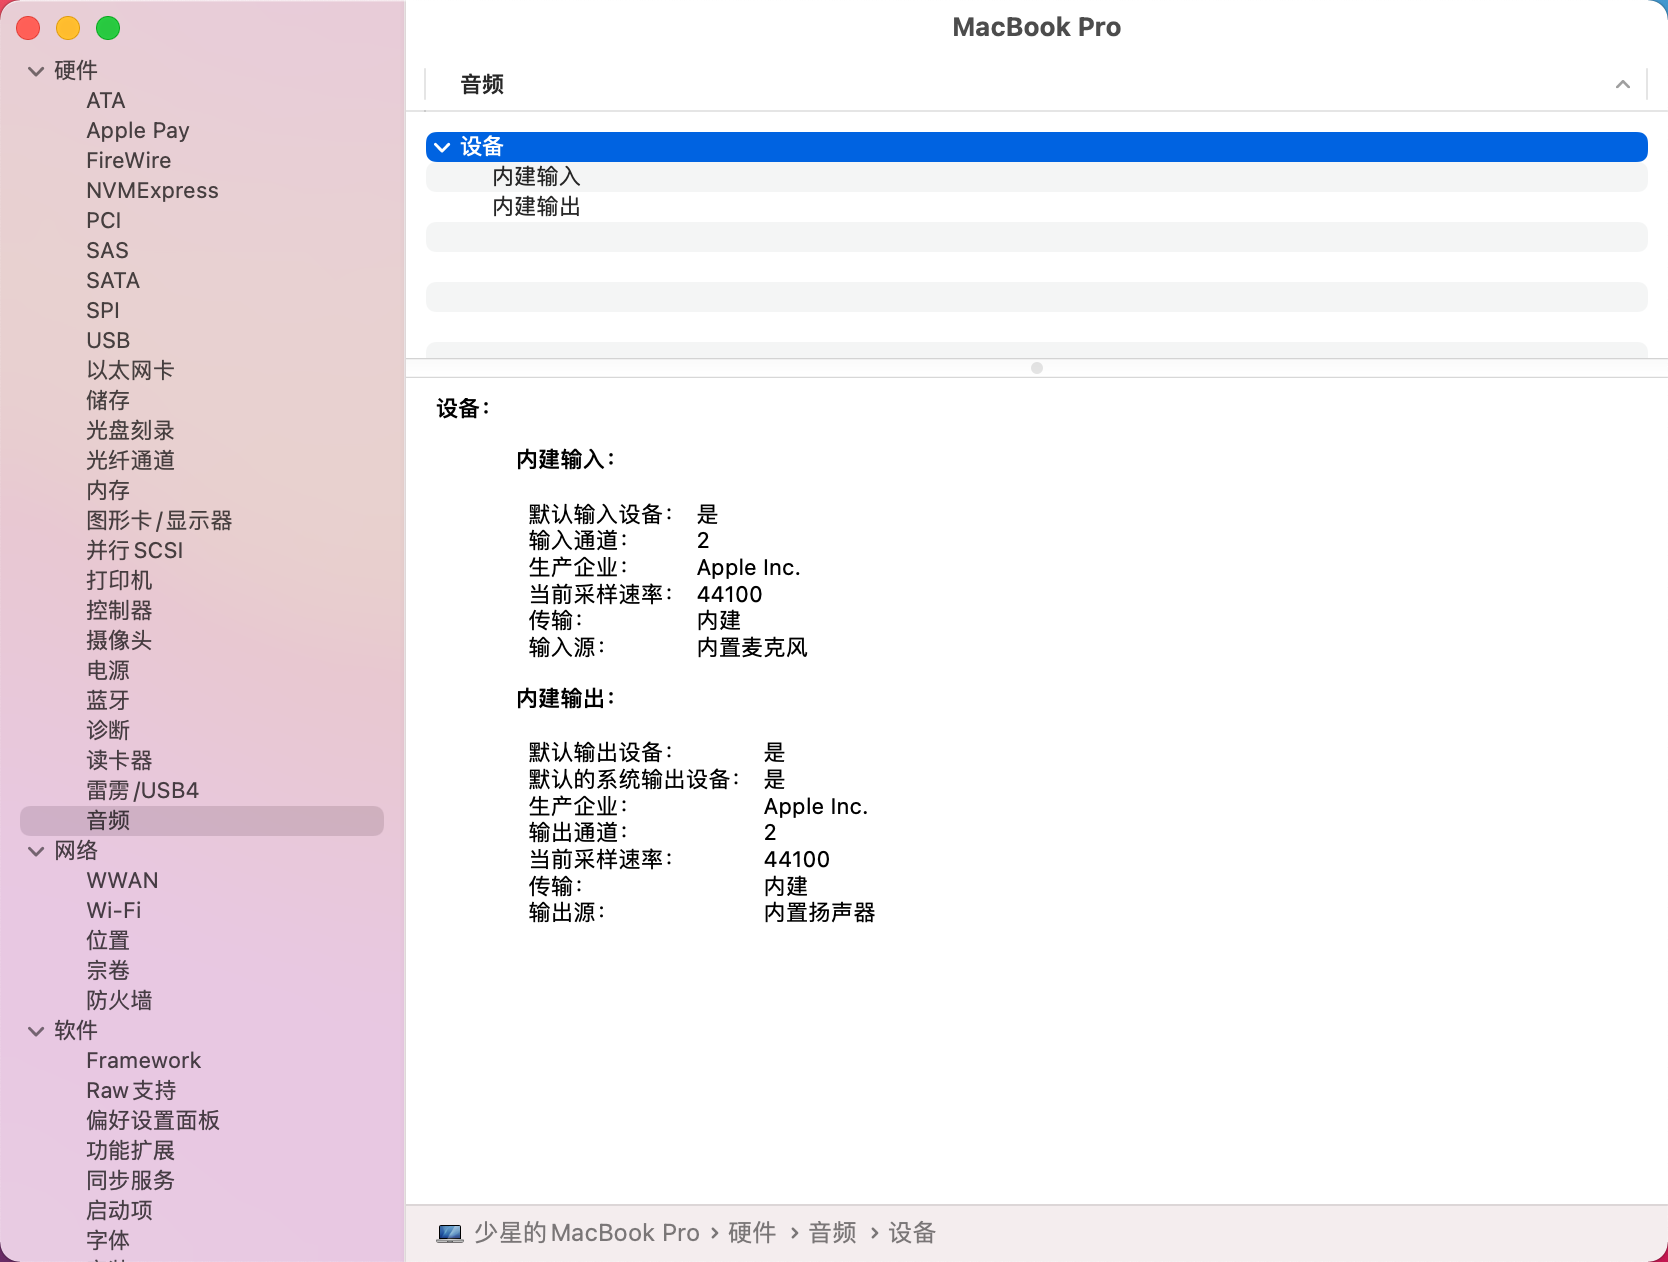 硬件
ATA
Apple Pay
FireWire
NVMExpress
PCI
SAS
SATA
SPI
USB
以太网卡
储存
光盘刻录
光纤通道
内存
图形卡/显示器
并行SCSI
打印机
控制器
摄像头
电源
蓝牙
诊断
读卡器
雷雳/USB4
音频
网络
WWAN
Wi-Fi
位置
宗卷
防火墙
软件
Framework
Raw支持
偏好设置面板
功能扩展
同步服务
启动项
字体
MacBook Pro
音频
设备
内建输入
内建输出
设备：
内建输入：
默认输入设备： 是
输入通道： 2
生产企业： Apple Inc.
当前采样速率： 44100
传输： 内建
输入源： 内置麦克风
内建输出：
默认输出设备： 是
默认的系统输出设备： 是
生产企业： Apple Inc.
输出通道： 2
当前采样速率： 44100
传输： 内建
输出源： 内置扬声器
少星的MacBook Pro › 硬件 › 音频 › 设备